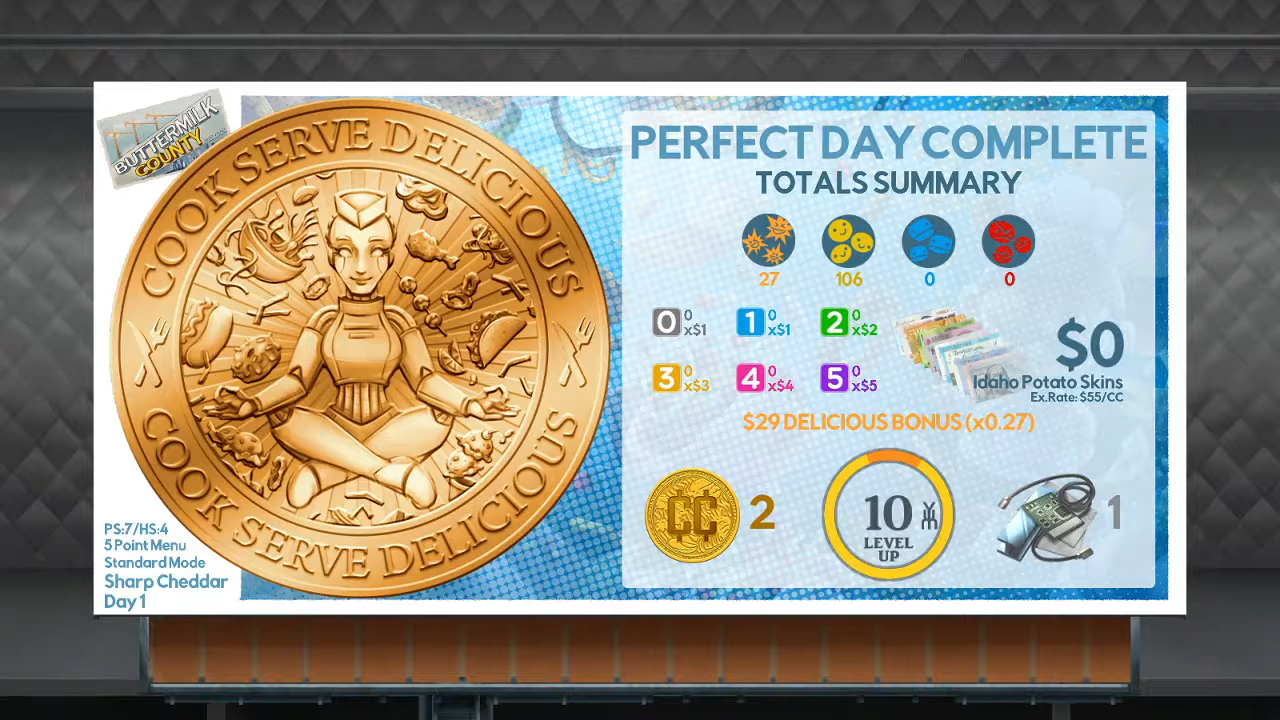 BUTTERMILK
COUNTY
COOK SERVE DELICIOUS
COOK SERVE DELICIOUS
PS:7/HS:4
5 Point Menu
Standard Mode
Sharp Cheddar
Day 1
PERFECT DAY COMPLETE
TOTALS SUMMARY
27 106 0 0
0 0 x$1 1 0 x$1 2 0 x$2
3 0 x$3 4 0 x$4 5 0 x$5
$0
Idaho Potato Skins
Ex.Rate: $55/CC
$29 DELICIOUS BONUS (x0.27)
CC 2
10
LEVEL
UP
1